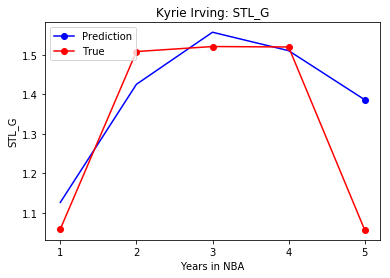 Kyrie Irving: STL_G
Prediction
True
STL_G
1.5
1.4
1.3
1.2
1.1
1 2 3 4 5
Years in NBA